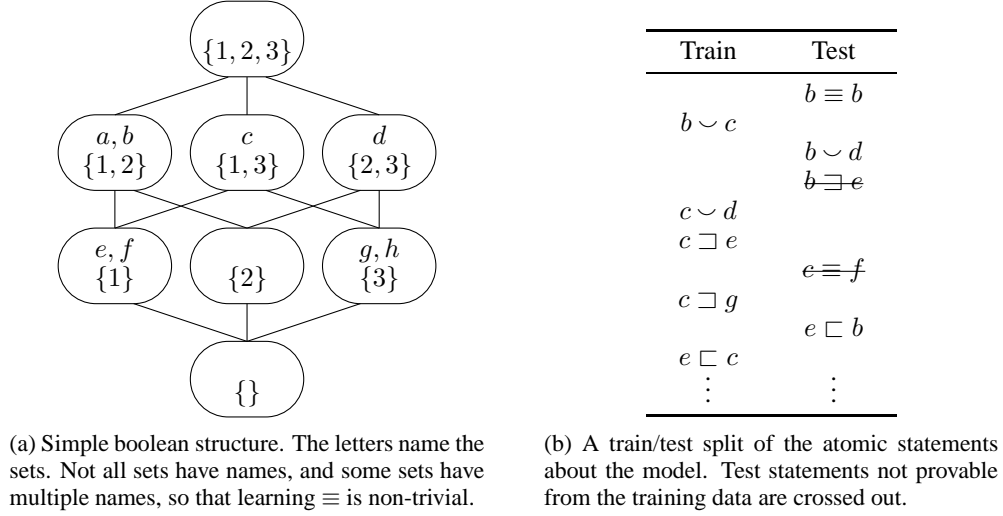 {1, 2, 3}
a, b c d
{1, 2} {1, 3} {2, 3}
e, f g, h
{1} {2} {3}
{}
(a) Simple boolean structure. The letters name the
sets. Not all sets have names, and some sets have
multiple names, so that learning ≡ is non-trivial.
Train Test
b ≡ b
b ⌣ c
b ⌣ d
b ⊐ e
c ⌣ d
c ⊐ e
c ≡ f
c ⊐ g
e ⊏ b
e ⊏ c
⋮ ⋮
(b) A train/test split of the atomic statements
about the model. Test statements not provable
from the training data are crossed out.